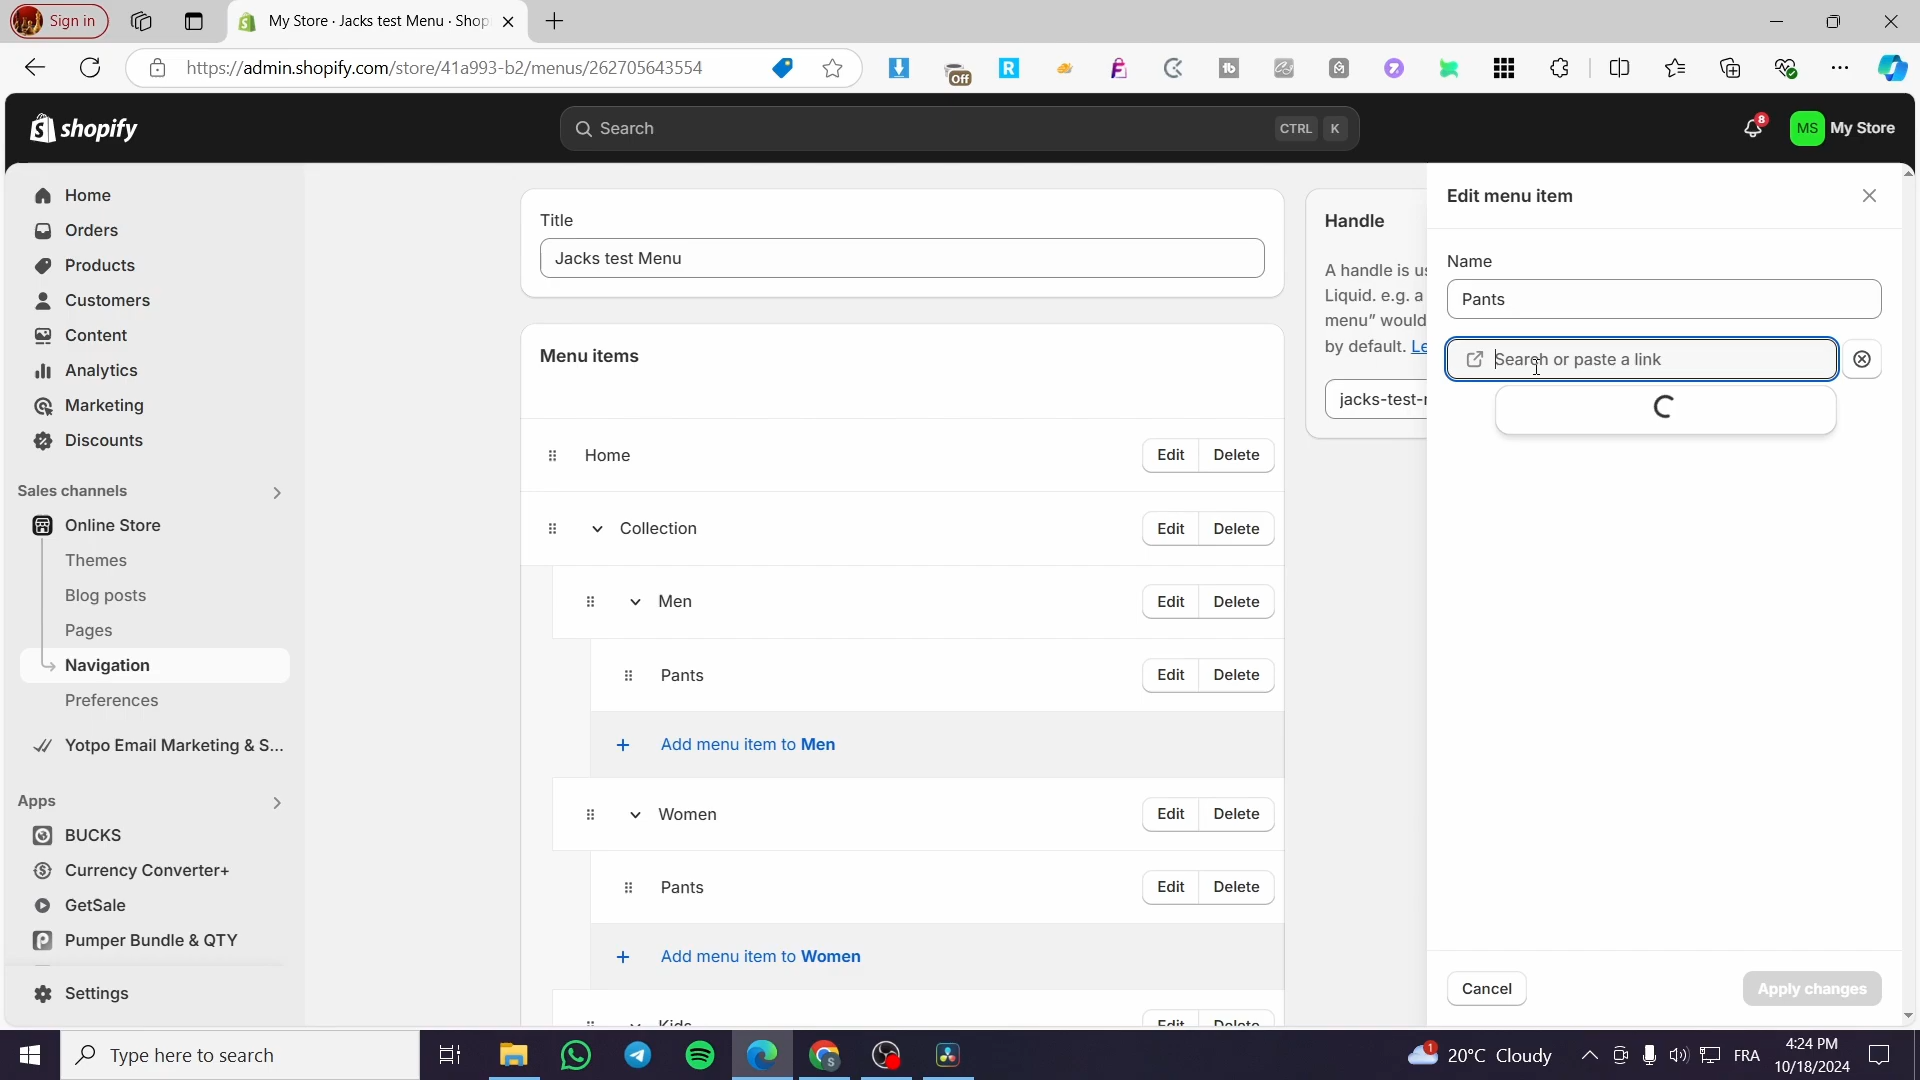 Sign in
My Store · Jacks test Menu · Shop
https://admin.shopify.com/store/41a993-b2/menus/262705643554
Off
shopify
Search
CTRL K
8
MS My Store
Home
Orders
Products
Customers
Content
Analytics
Marketing
Discounts
Sales channels
Online Store
Themes
Blog posts
Pages
Navigation
Preferences
Yotpo Email Marketing & S...
Apps
BUCKS
Currency Converter+
GetSale
Pumper Bundle & QTY
Settings
Title
Jacks test Menu
Menu items
Home Edit Delete
Collection Edit Delete
Men Edit Delete
Pants Edit Delete
Add menu item to Men
Women Edit Delete
Pants Edit Delete
Add menu item to Women
Kids Edit Delete
Handle
A handle is
Liquid. e.g. a
menu” would
by default.
jacks-test-
Edit menu item
Name
Pants
Search or paste a link
Cancel
Apply changes
Type here to search
1
20°C Cloudy
FRA
4:24 PM
10/18/2024